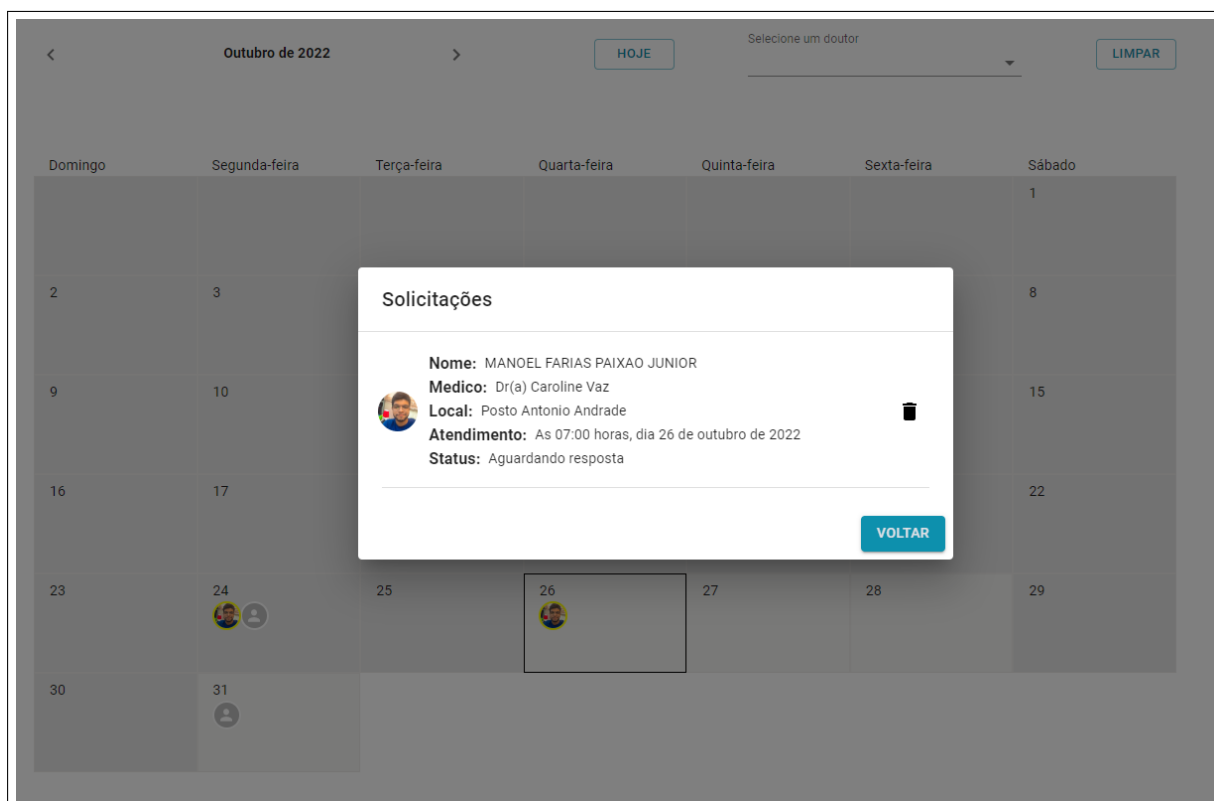 Outubro de 2022
HOJE
Selecione um doutor
LIMPAR
Domingo Segunda-feira Terça-feira Quarta-feira Quinta-feira Sexta-feira Sábado
1
2 3 8
9 10 15
16 17 22
23 24 25 26 27 28 29
30 31
Solicitações
Nome: MANOEL FARIAS PAIXAO JUNIOR
Medico: Dr(a) Caroline Vaz
Local: Posto Antonio Andrade
Atendimento: As 07:00 horas, dia 26 de outubro de 2022
Status: Aguardando resposta
VOLTAR